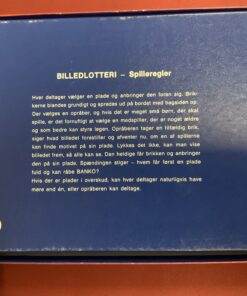 BILLEDLOTTERI – Spilleregler
Hver deltager vælger en plade og anbringer den foran sig. Brik-
kerne blandes grundigt og spredes ud på bordet med bagsiden op.
Der vælges en opråber, og hvis det er meget små børn, der skal
spille, er det fornuftigt at vælge en medspiller, der er noget ældre
og som bedre kan styre legen. Opråberen tager en tilfældig brik,
siger hvad billedet forestiller og afventer nu, om en af spillerne
kan finde motivet på sin plade. Lykkes det ikke, kan man vise
billedet frem, så alle kan se. Den heldige får brikken og anbringer
den på sin plade. Spændingen stiger – hvem får først en plade
fuld og kan råbe BANKO?
Hvis der er plader i overskud, kan hver deltager naturligvis have
mere end én, eller opråberen kan deltage.